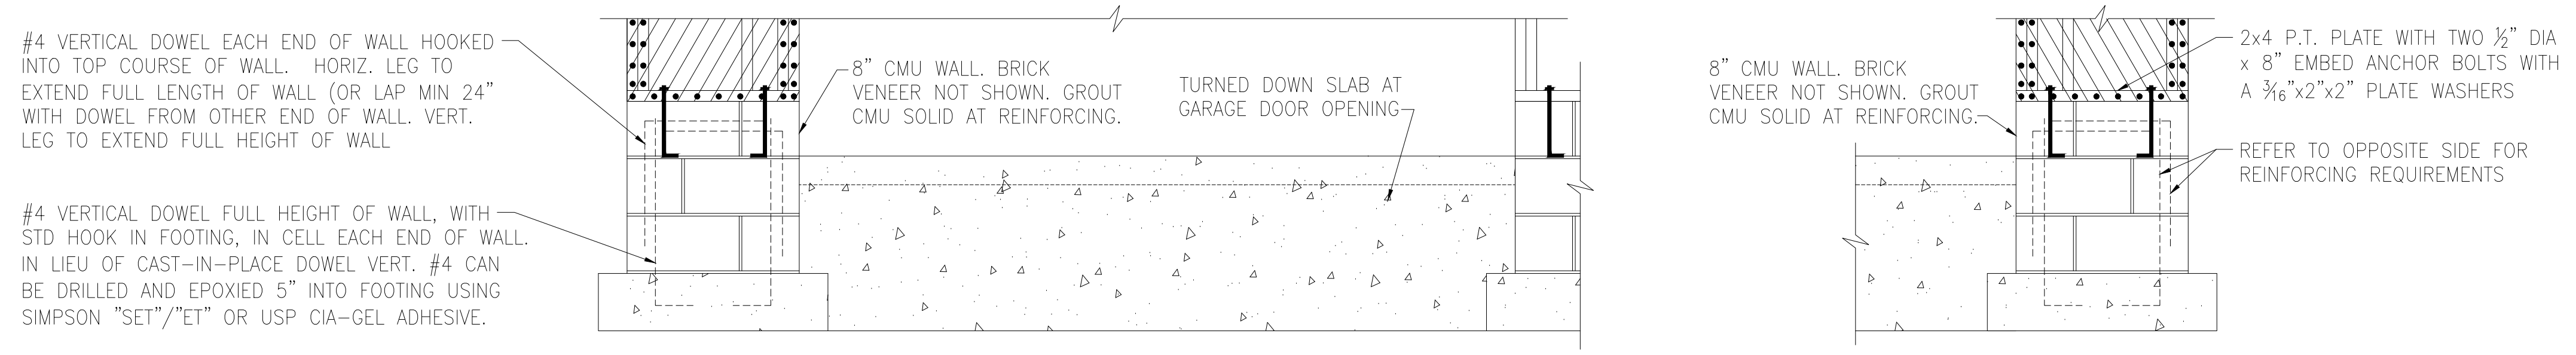 #4 VERTICAL DOWEL EACH END OF WALL HOOKED
INTO TOP COURSE OF WALL. HORIZ. LEG TO
EXTEND FULL LENGTH OF WALL (OR LAP MIN 24"
WITH DOWEL FROM OTHER END OF WALL. VERT.
LEG TO EXTEND FULL HEIGHT OF WALL
#4 VERTICAL DOWEL FULL HEIGHT OF WALL, WITH
STD HOOK IN FOOTING, IN CELL EACH END OF WALL.
IN LIEU OF CAST-IN-PLACE DOWEL VERT. #4 CAN
BE DRILLED AND EPOXIED 5" INTO FOOTING USING
SIMPSON "SET"/"ET" OR USP CIA-GEL ADHESIVE.
8" CMU WALL. BRICK
VENEER NOT SHOWN. GROUT
CMU SOLID AT REINFORCING.
TURNED DOWN SLAB AT
GARAGE DOOR OPENING
8" CMU WALL. BRICK
VENEER NOT SHOWN. GROUT
CMU SOLID AT REINFORCING.
2x4 P.T. PLATE WITH TWO ½" DIA
x 8" EMBED ANCHOR BOLTS WITH
A 3⁄16"x2"x2" PLATE WASHERS
REFER TO OPPOSITE SIDE FOR
REINFORCING REQUIREMENTS